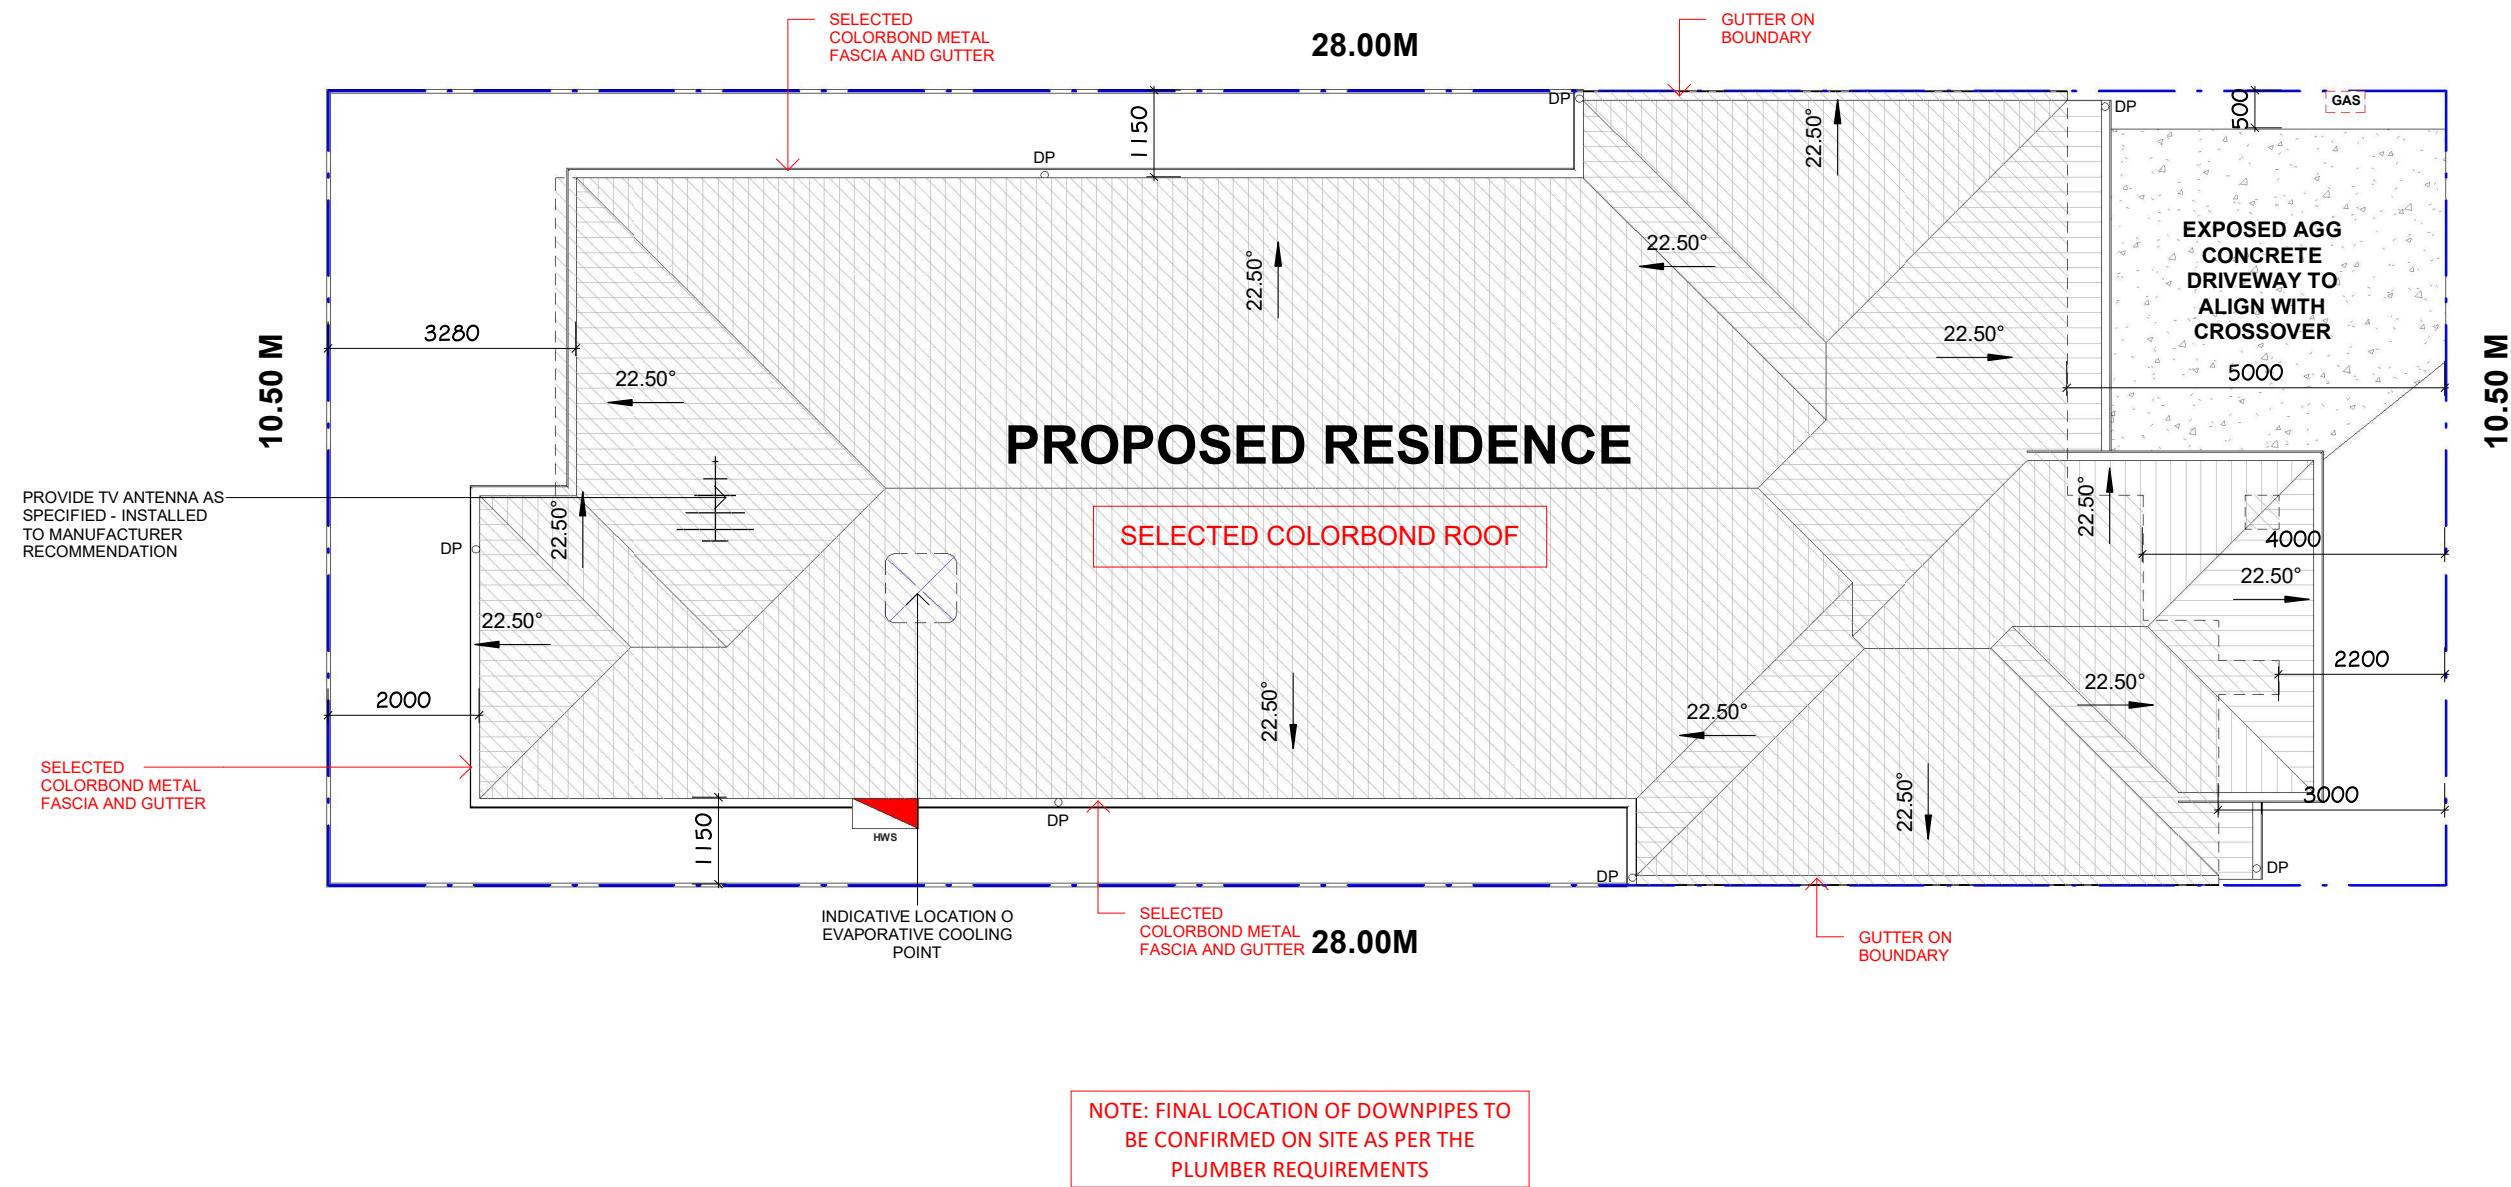 SELECTED
COLORBOND METAL
FASCIA AND GUTTER
28.00M
GUTTER ON
BOUNDARY
DP
1150
DP
DP
500
GAS
22.50°
22.50°
22.50°
EXPOSED AGG
CONCRETE
DRIVEWAY TO
ALIGN WITH
CROSSOVER
10.50 M
3280
22.50°
22.50°
5000
10.50 M
PROPOSED RESIDENCE
PROVIDE TV ANTENNA AS
SPECIFIED - INSTALLED
TO MANUFACTURER
RECOMMENDATION
SELECTED COLORBOND ROOF
22.50°
DP
22.50°
4000
22.50°
22.50°
2200
2000
22.50°
22.50°
22.50°
SELECTED
COLORBOND METAL
FASCIA AND GUTTER
1150
HWS
DP
22.50°
3000
DP
DP
INDICATIVE LOCATION O
EVAPORATIVE COOLING
POINT
SELECTED
COLORBOND METAL
FASCIA AND GUTTER
28.00M
GUTTER ON
BOUNDARY
NOTE: FINAL LOCATION OF DOWNPIPES TO
BE CONFIRMED ON SITE AS PER THE
PLUMBER REQUIREMENTS